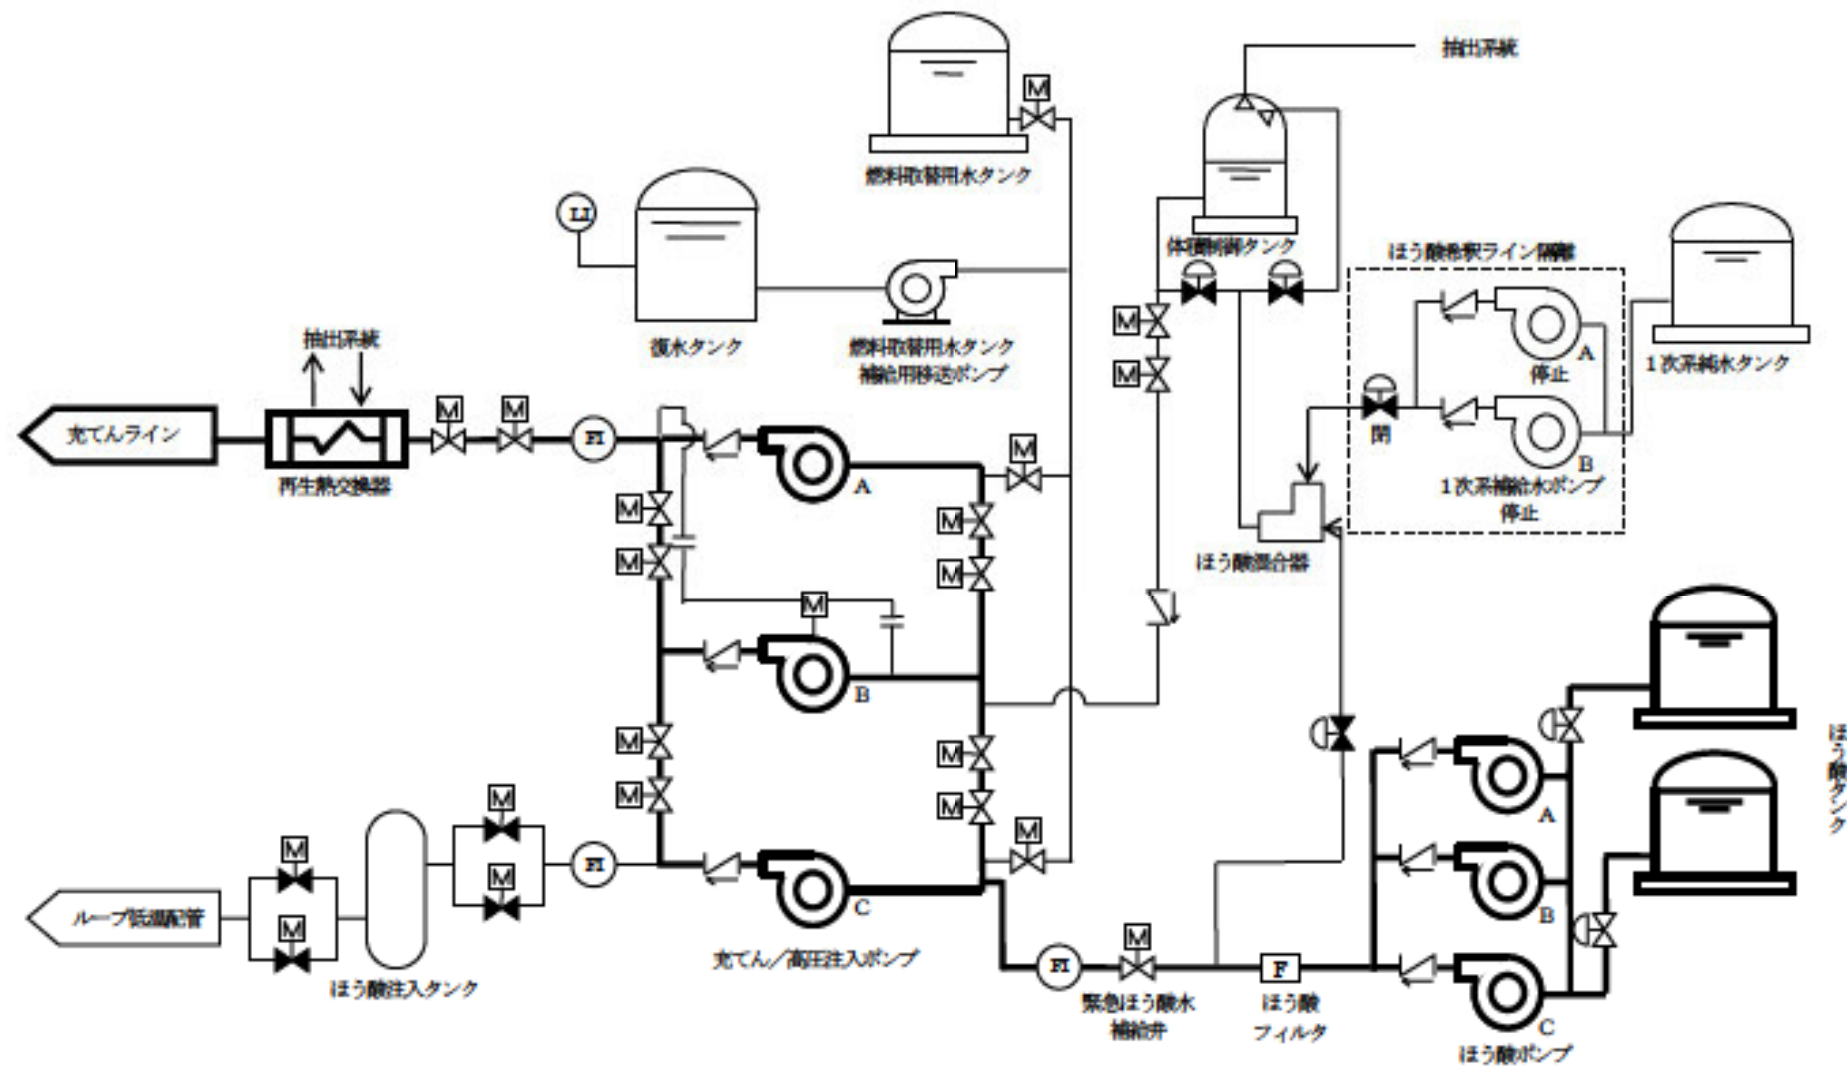 抽出系統
M
燃料取替用水タンク
LI
体積制御タンク
ほう酸希釈ライン隔離
M
復水タンク
燃料取替用水タンク
補給用移送ポンプ
A
停止
1次系純水タンク
抽出系統
M
閉
B
1次系補給水ポンプ
停止
充てんライン
M
M
FI
再生熱交換器
A
M
M
M
M
M
ほう酸混合器
M
B
M
M
M
M
ほう酸タンク
A
M
M
FI
M
C
B
ループ低温配管
M
M
ほう酸注入タンク
充てん/高圧注入ポンプ
FI
M
F
緊急ほう酸水
補給弁
ほう酸
フィルタ
C
ほう酸ポンプ